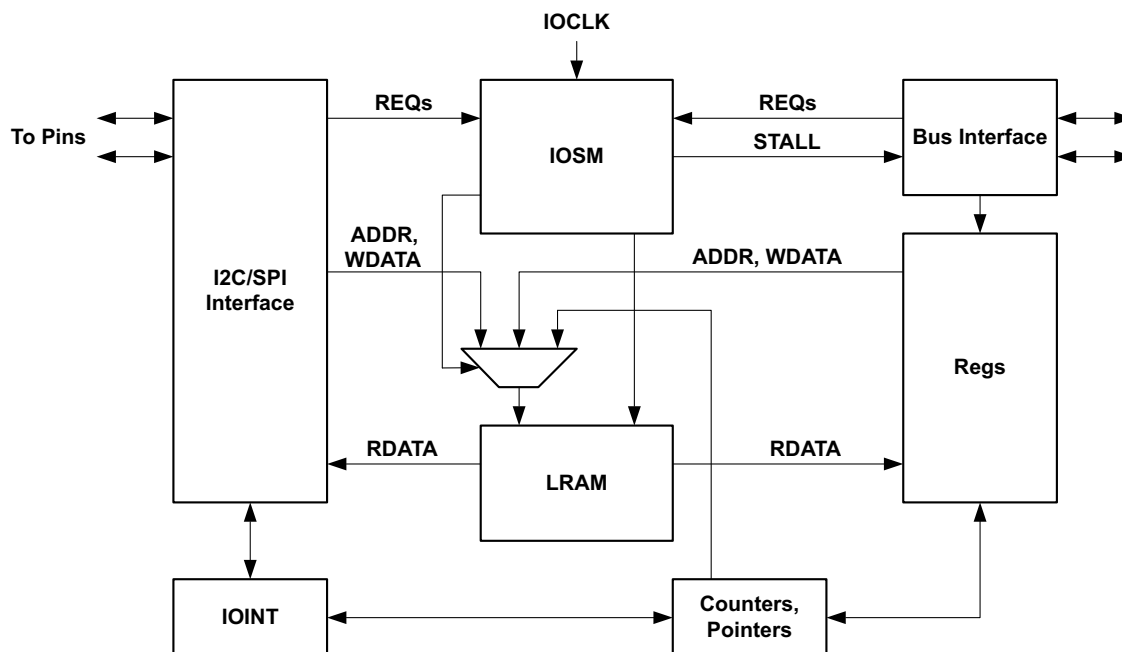 IOCLK
REQs
REQs
To Pins
IOSM
STALL
Bus Interface
ADDR,
WDATA
ADDR, WDATA
I2C/SPI
Interface
Regs
RDATA
RDATA
LRAM
IOINT
Counters,
Pointers